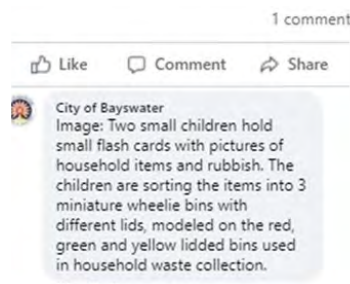 1 comment
Like Comment Share
City of Bayswater
Image: Two small children hold
small flash cards with pictures of
household items and rubbish. The
children are sorting the items into 3
miniature wheelie bins with
different lids, modeled on the red,
green and yellow lidded bins used
in household waste collection.